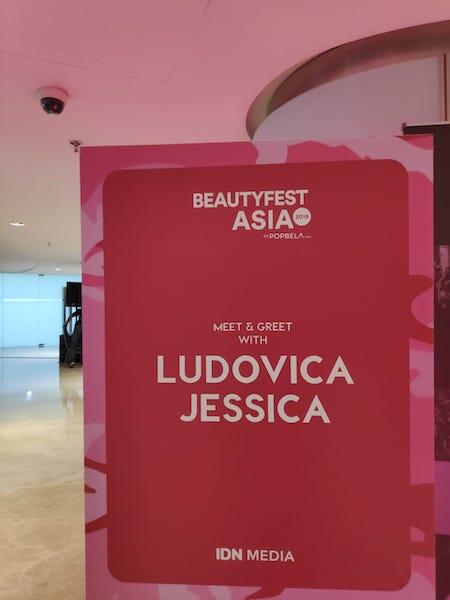 BEAUTYFEST
ASIA 2019
by POPBELA.com
MEET & GREET
WITH
LUDOVICA
JESSICA
IDN MEDIA